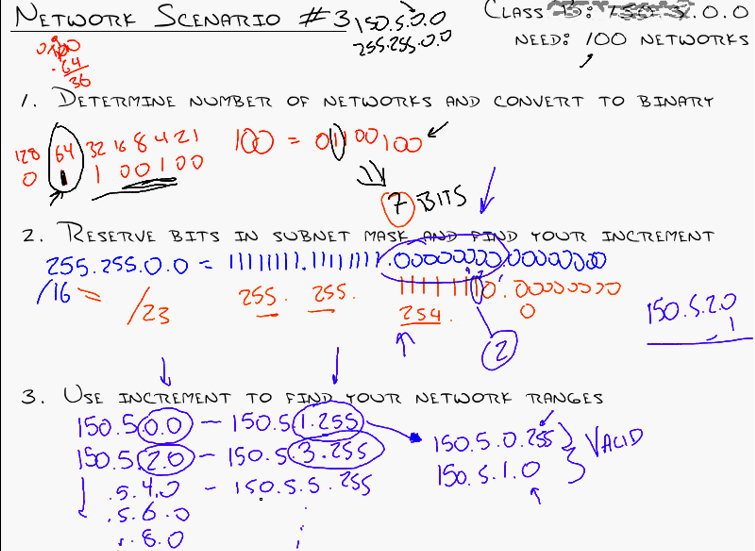 NETWORK SCENARIO #3
150.5.0.0
255.255.0.0
CLASS B: .0.0
NEED: 100 NETWORKS
64
36
1. DETERMINE NUMBER OF NETWORKS AND CONVERT TO BINARY
128 64 32 16 8 4 2 1
0 1 1 0 0 1 0 0
100 = 01100100
7 BITS
2. RESERVE BITS IN SUBNET MASK AND FIND YOUR INCREMENT
255.255.0.0 = 11111111.11111111.00000000.00000000
/16 = /23 255. 255. 11111110.00000000
254. 0
2
150.5.2.0
- 1
3. USE INCREMENT TO FIND YOUR NETWORK RANGES
150.5.0.0 - 150.5.1.255
150.5.2.0 - 150.5.3.255
.5.4.0 - 150.5.5.255
.5.6.0
.8.0
150.5.0.255
150.5.1.0
VALID